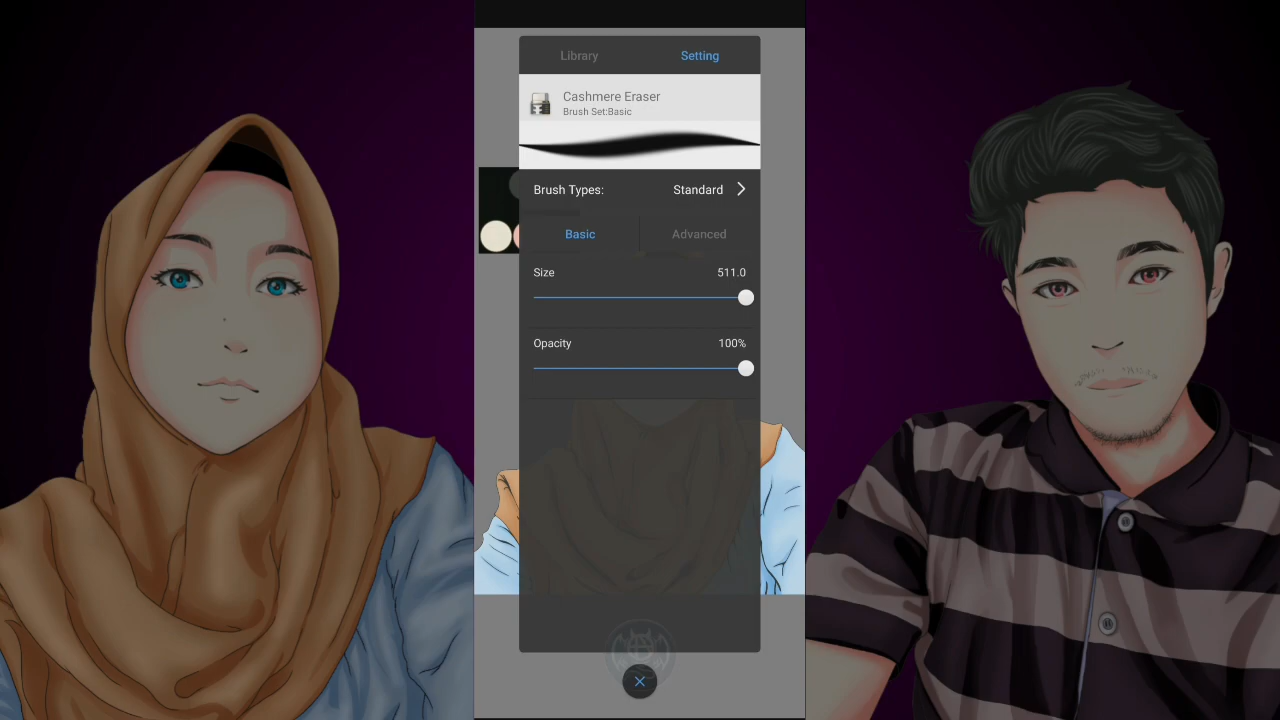 Library Setting
Cashmere Eraser
Brush Set:Basic
Brush Types: Standard
Basic Advanced
Size 511.0
Opacity 100%